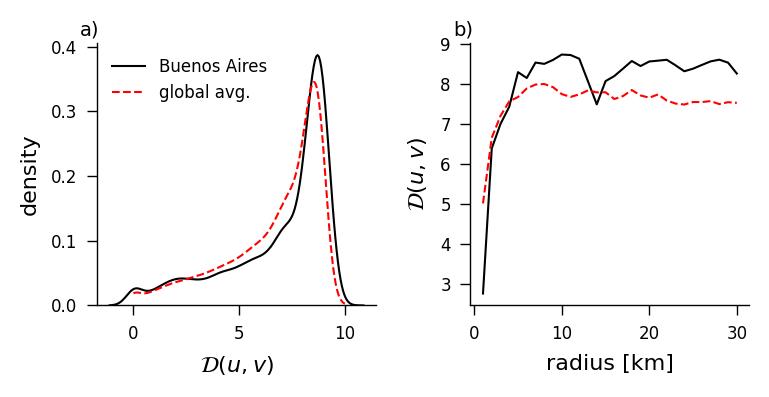 a)
0.4
0.3
0.2
0.1
0.0
density
Buenos Aires
global avg.
0 5 10
𝒟(u, v)
b)
9
8
7
6
5
4
3
𝒟(u, v)
0 10 20 30
radius [km]